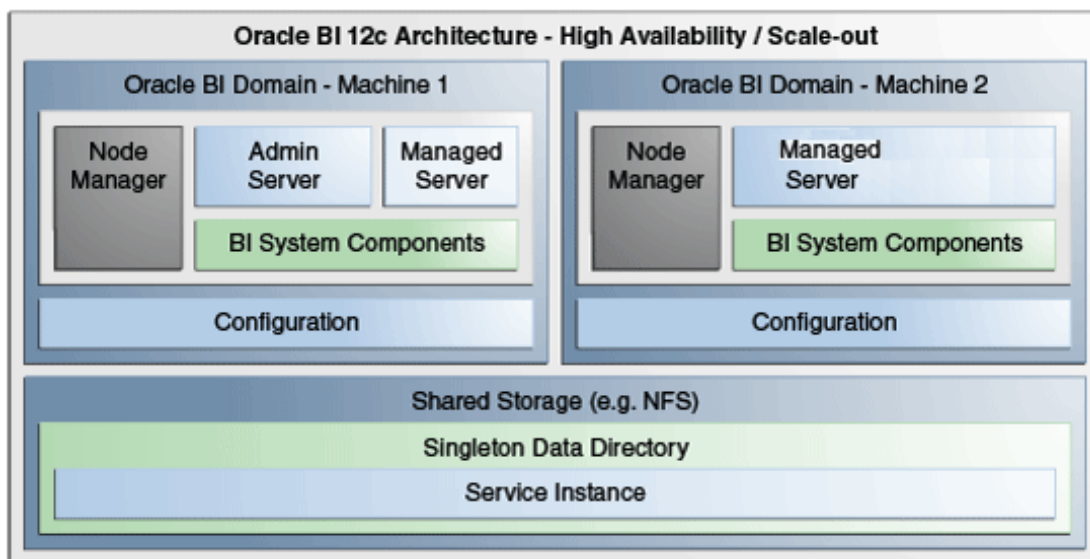 Oracle BI 12c Architecture - High Availability / Scale-out
Oracle BI Domain - Machine 1
Node
Manager
Admin
Server
Managed
Server
BI System Components
Configuration
Oracle BI Domain - Machine 2
Node
Manager
Managed
Server
BI System Components
Configuration
Shared Storage (e.g. NFS)
Singleton Data Directory
Service Instance